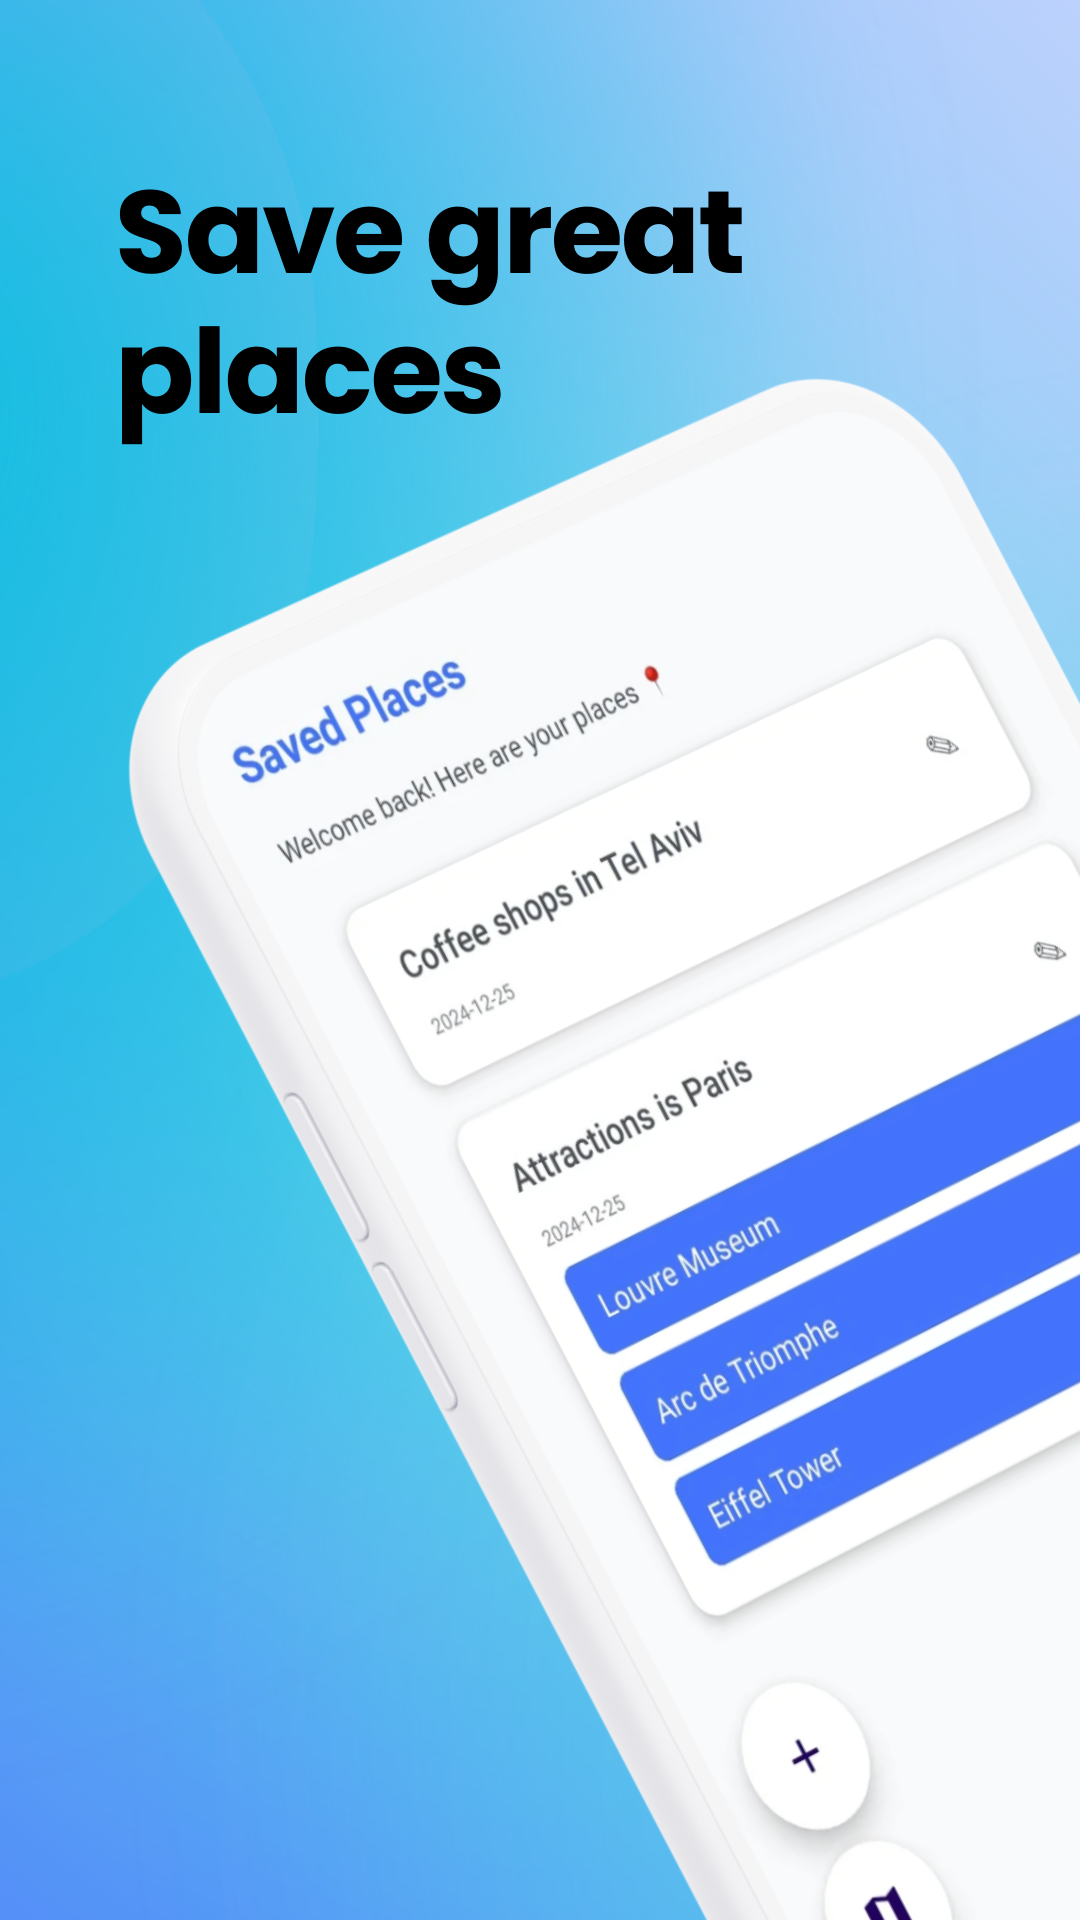 Save great
places
Saved Places
Welcome back! Here are your places 📍
Coffee shops in Tel Aviv
2024-12-25
Attractions is Paris
2024-12-25
Louvre Museum
Arc de Triomphe
Eiffel Tower
+